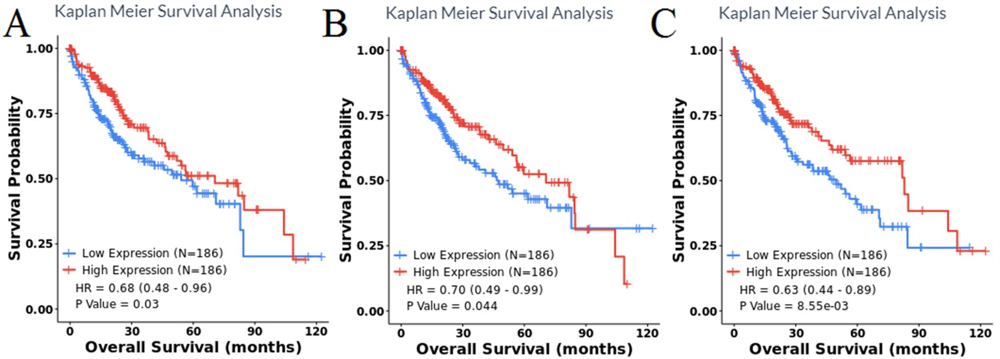 A
Kaplan Meier Survival Analysis
Survival Probability
1.00
0.75
0.50
0.25
0.00
Low Expression (N=186)
High Expression (N=186)
HR = 0.68 (0.48 - 0.96)
P Value = 0.03
0 30 60 90 120
Overall Survival (months)
B
Kaplan Meier Survival Analysis
Survival Probability
1.00
0.75
0.50
0.25
0.00
Low Expression (N=186)
High Expression (N=186)
HR = 0.70 (0.49 - 0.99)
P Value = 0.044
0 30 60 90 120
Overall Survival (months)
C
Kaplan Meier Survival Analysis
Survival Probability
1.00
0.75
0.50
0.25
0.00
Low Expression (N=186)
High Expression (N=186)
HR = 0.63 (0.44 - 0.89)
P Value = 8.55e-03
0 30 60 90 120
Overall Survival (months)